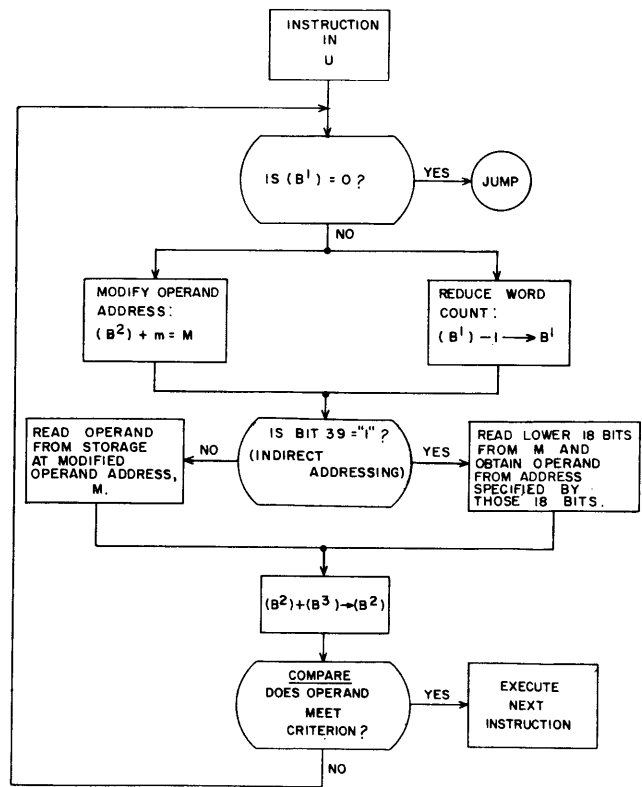 INSTRUCTION
IN
U
IS (B¹) = 0 ?
YES
JUMP
NO
MODIFY OPERAND
ADDRESS:
(B²) + m = M
REDUCE WORD
COUNT:
(B¹) – 1 ⟶ B¹
READ OPERAND
FROM STORAGE
AT MODIFIED
OPERAND ADDRESS,
M.
NO
IS BIT 39 = "1" ?
(INDIRECT
ADDRESSING)
YES
READ LOWER 18 BITS
FROM M AND
OBTAIN OPERAND
FROM ADDRESS
SPECIFIED BY
THOSE 18 BITS.
(B²)+(B³)→(B²)
COMPARE
DOES OPERAND
MEET
CRITERION ?
YES
EXECUTE
NEXT
INSTRUCTION
NO